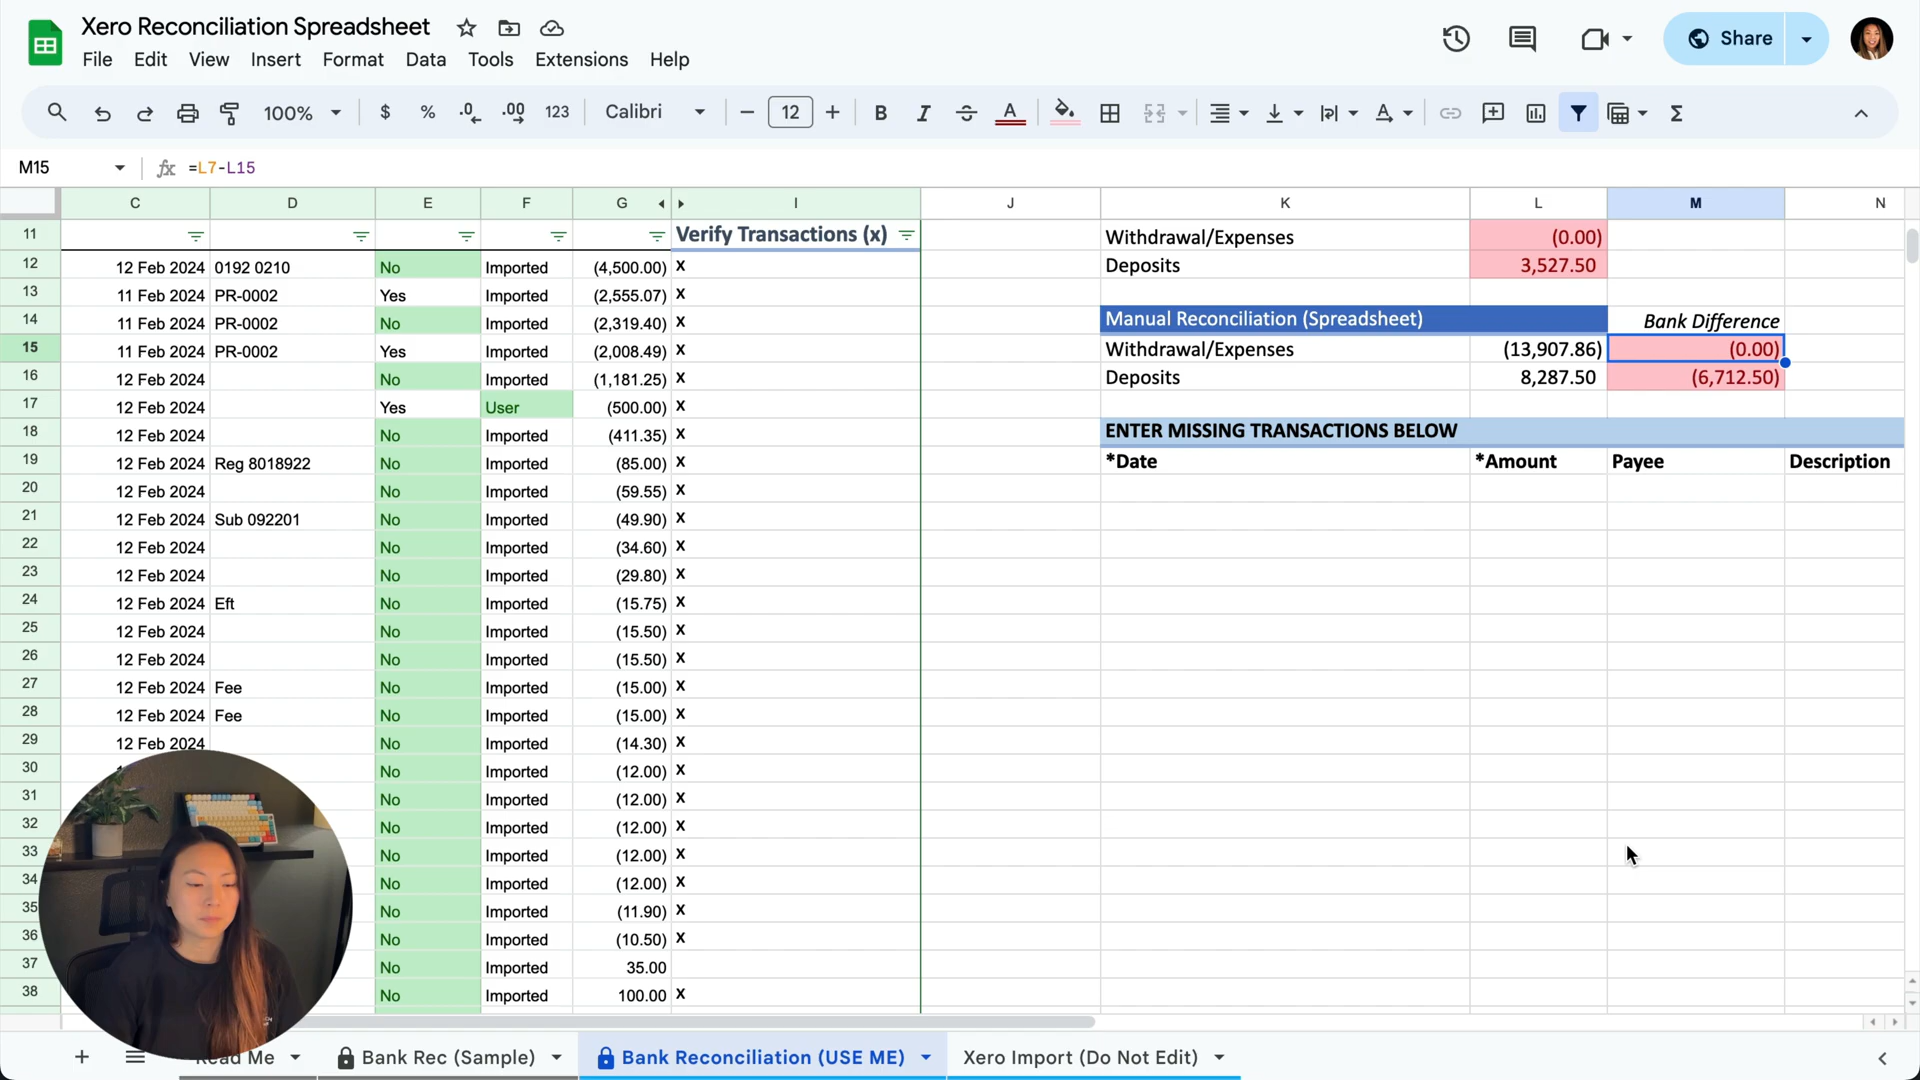 Xero Reconciliation Spreadsheet
File Edit View Insert Format Data Tools Extensions Help
Share
100% $ % .0 .00 123 Calibri 12 B I A
M15 fx =L7-L15
C D E F G I J K L M N
11 Verify Transactions (x) Withdrawal/Expenses (0.00)
12 12 Feb 2024 0192 0210 No Imported (4,500.00) X Deposits 3,527.50
13 11 Feb 2024 PR-0002 Yes Imported (2,555.07) X
14 11 Feb 2024 PR-0002 No Imported (2,319.40) X Manual Reconciliation (Spreadsheet) Bank Difference
15 11 Feb 2024 PR-0002 Yes Imported (2,008.49) X Withdrawal/Expenses (13,907.86) (0.00)
16 12 Feb 2024 No Imported (1,181.25) X Deposits 8,287.50 (6,712.50)
17 12 Feb 2024 Yes User (500.00) X
18 12 Feb 2024 No Imported (411.35) X ENTER MISSING TRANSACTIONS BELOW
19 12 Feb 2024 Reg 8018922 No Imported (85.00) X *Date *Amount Payee Description
20 12 Feb 2024 No Imported (59.55) X
21 12 Feb 2024 Sub 092201 No Imported (49.90) X
22 12 Feb 2024 No Imported (34.60) X
23 12 Feb 2024 No Imported (29.80) X
24 12 Feb 2024 Eft No Imported (15.75) X
25 12 Feb 2024 No Imported (15.50) X
26 12 Feb 2024 No Imported (15.50) X
27 12 Feb 2024 Fee No Imported (15.00) X
28 12 Feb 2024 Fee No Imported (15.00) X
29 12 Feb 2024 No Imported (14.30) X
30 No Imported (12.00) X
31 No Imported (12.00) X
32 No Imported (12.00) X
33 No Imported (12.00) X
34 No Imported (12.00) X
35 No Imported (11.90) X
36 No Imported (10.50) X
37 No Imported 35.00
38 No Imported 100.00 X
Me Bank Rec (Sample) Bank Reconciliation (USE ME) Xero Import (Do Not Edit)